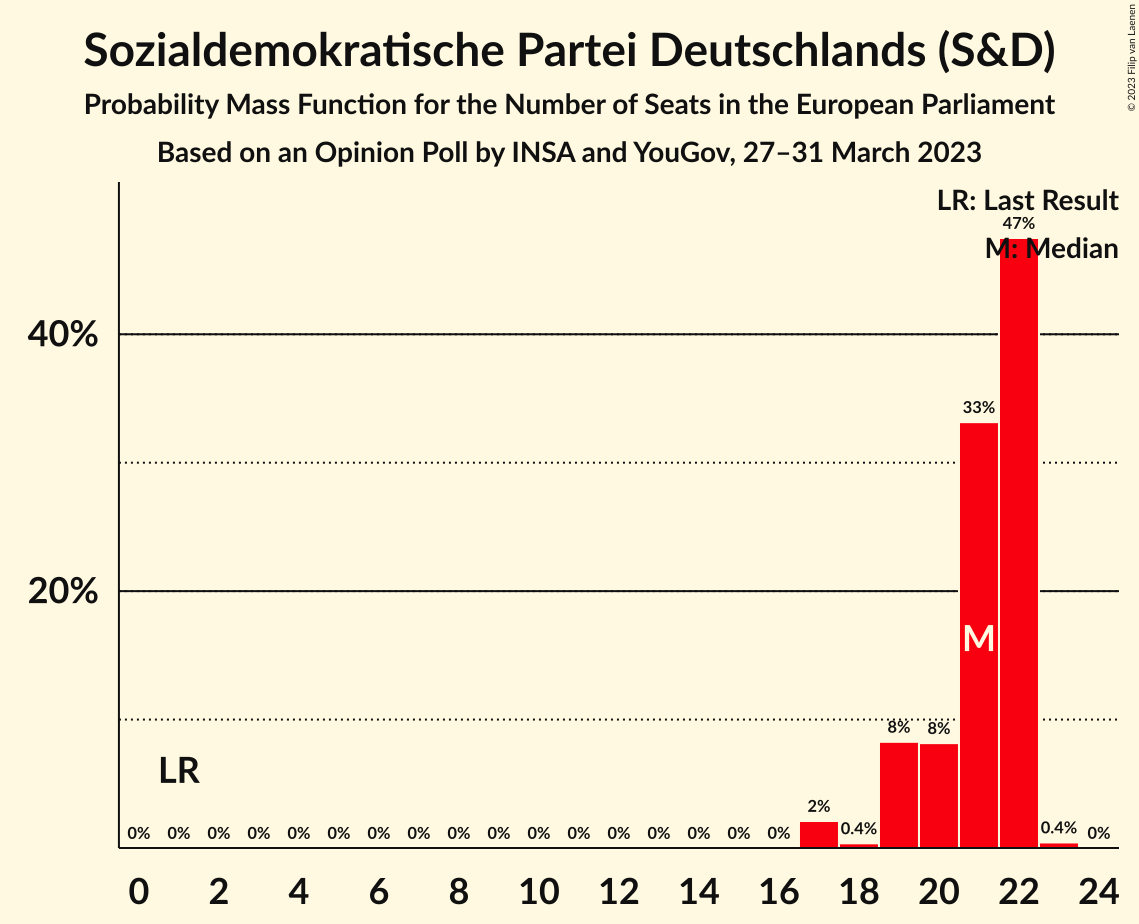 Sozialdemokratische Partei Deutschlands (S&D)
Probability Mass Function for the Number of Seats in the European Parliament
Based on an Opinion Poll by INSA and YouGov, 27–31 March 2023
© 2023 Filip van Laenen
LR: Last Result
M: Median
47%
40%
33%
20%
M
8% 8%
LR
2%
0% 0% 0% 0% 0% 0% 0% 0% 0% 0% 0% 0% 0% 0% 0% 0% 0% 0.4% 0.4% 0%
0 2 4 6 8 10 12 14 16 18 20 22 24